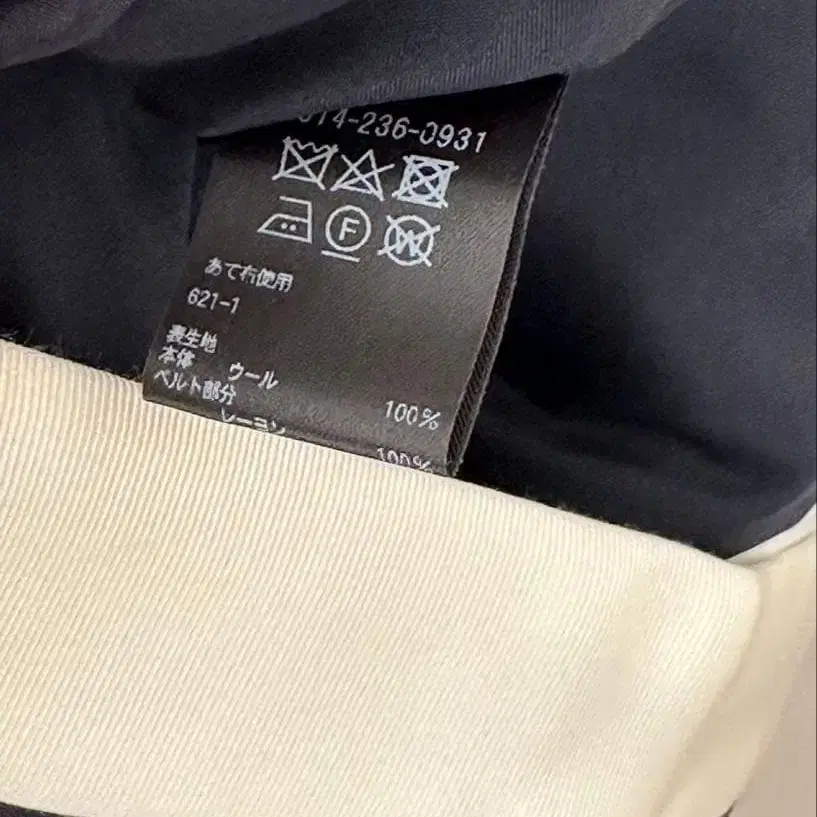 014-236-0931
F
W
あて布使用
621-1
表生地
本体 ウール
100%
ベルト部分
レーヨン
100%